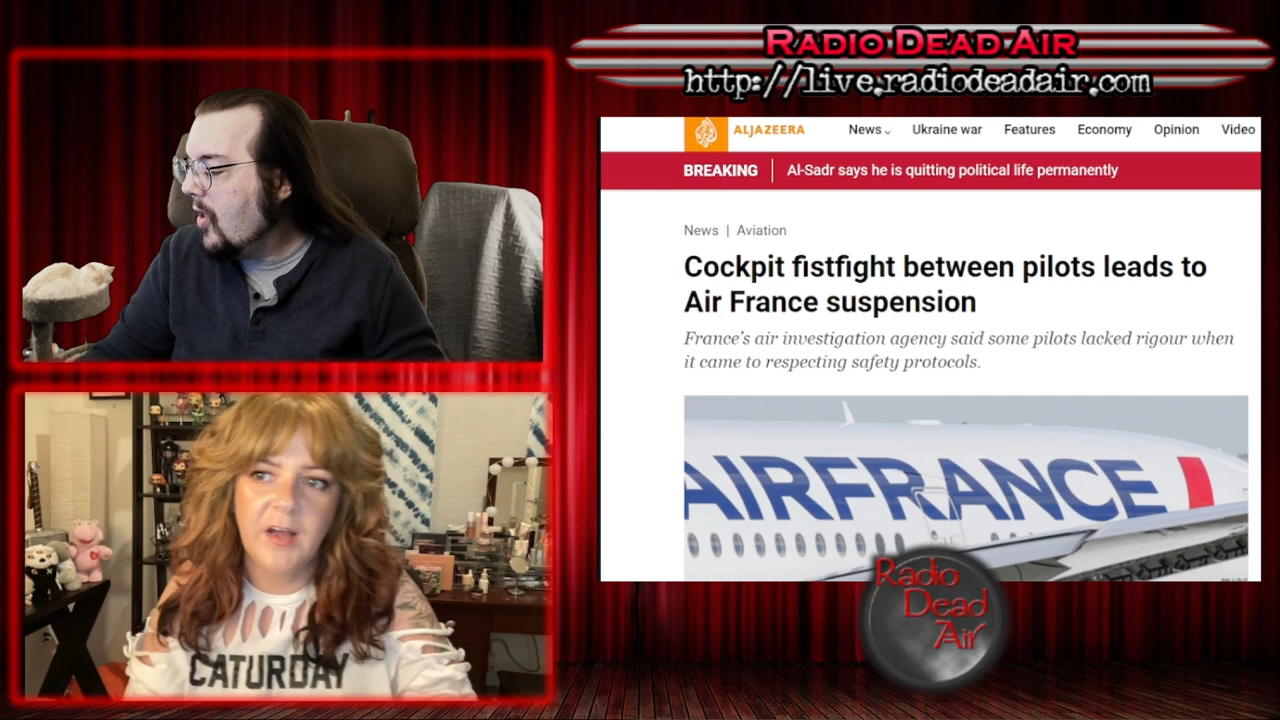 RADIO DEAD AIR
http://live.radiodeadair.com
ALJAZEERA News Ukraine war Features Economy Opinion Video
BREAKING | Al-Sadr says he is quitting political life permanently
News | Aviation
Cockpit fistfight between pilots leads to
Air France suspension
France’s air investigation agency said some pilots lacked rigour when
it came to respecting safety protocols.
AIRFRANCE
CATURDAY
Radio
Dead
Air